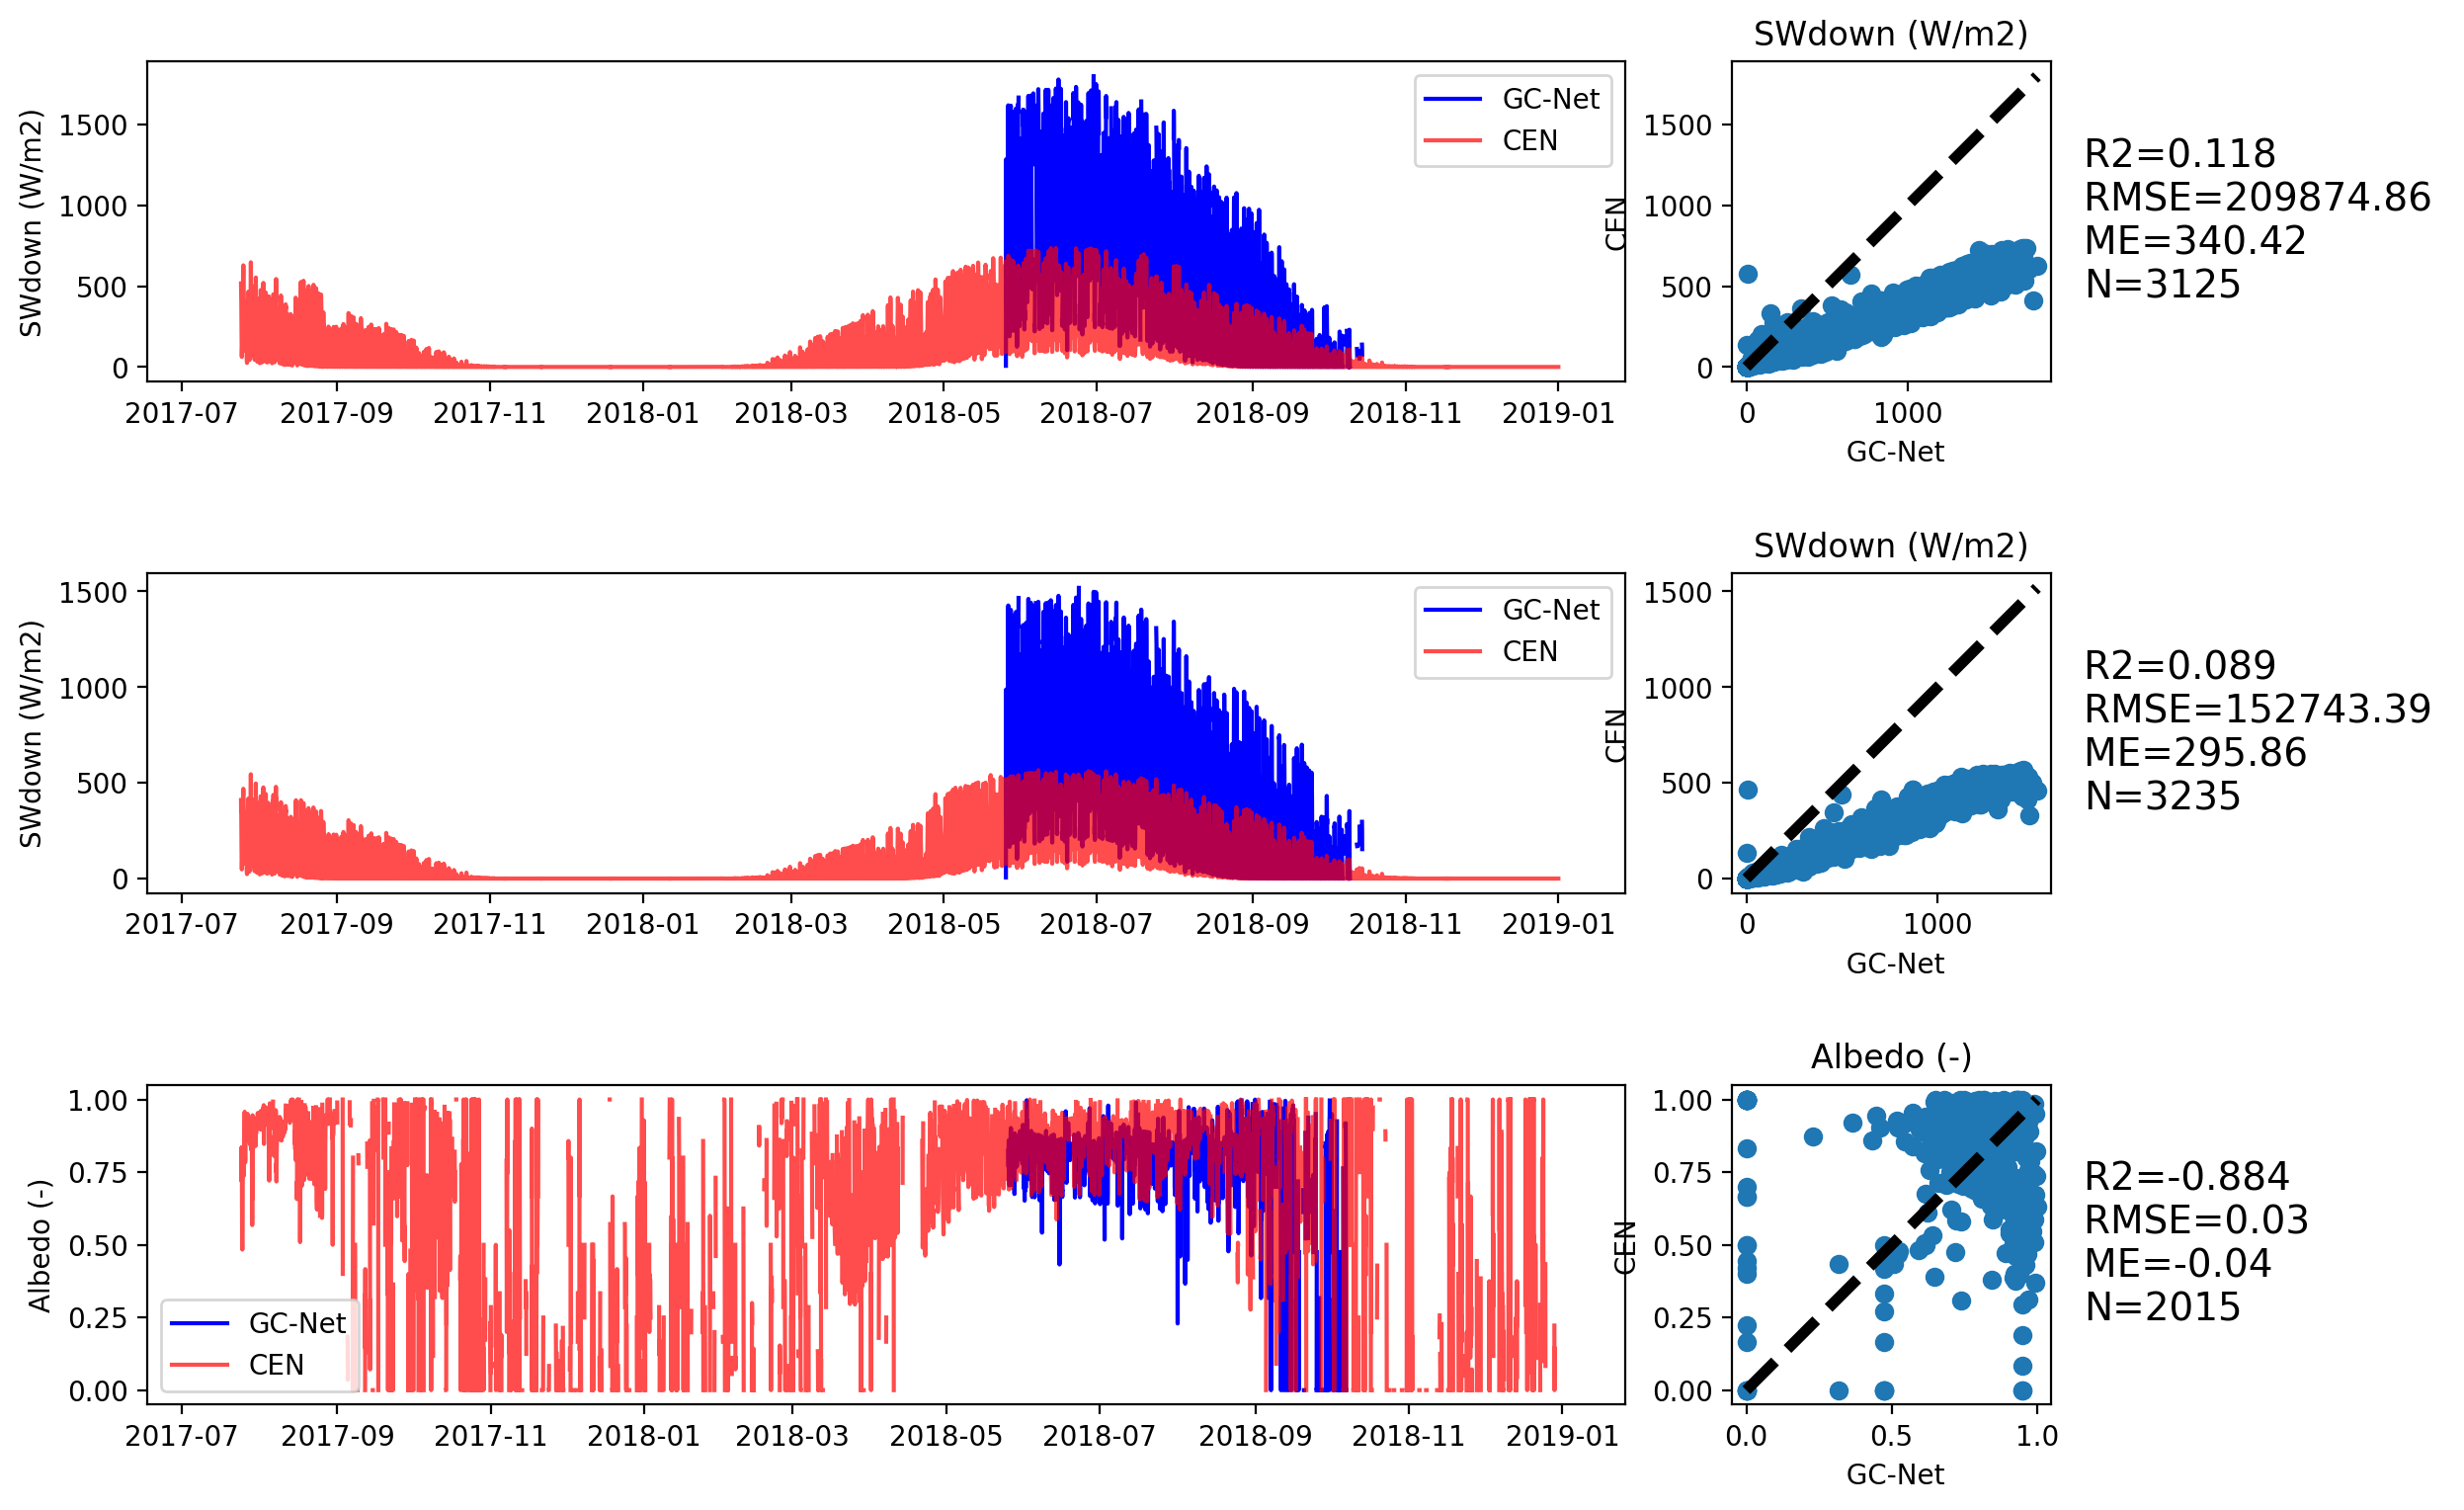 SWdown (W/m2)
1500
1000
500
0
SWdown (W/m2)
GC-Net
CEN
2017-07 2017-09 2017-11 2018-01 2018-03 2018-05 2018-07 2018-09 2018-11 2019-01
1500
1000
500
0
CEN
0 1000
GC-Net
R2=0.118
RMSE=209874.86
ME=340.42
N=3125
SWdown (W/m2)
1500
1000
500
0
SWdown (W/m2)
GC-Net
CEN
2017-07 2017-09 2017-11 2018-01 2018-03 2018-05 2018-07 2018-09 2018-11 2019-01
1500
1000
500
0
CEN
0 1000
GC-Net
R2=0.089
RMSE=152743.39
ME=295.86
N=3235
Albedo (-)
1.00
0.75
0.50
0.25
0.00
Albedo (-)
GC-Net
CEN
2017-07 2017-09 2017-11 2018-01 2018-03 2018-05 2018-07 2018-09 2018-11 2019-01
1.00
0.75
0.50
0.25
0.00
CEN
0.0 0.5 1.0
GC-Net
R2=-0.884
RMSE=0.03
ME=-0.04
N=2015